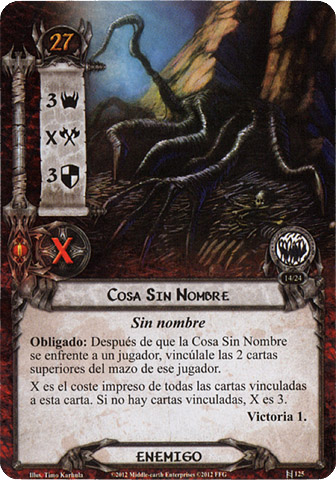 27
3
X
3
X
14/24
Cosa Sin Nombre
Sin nombre
Obligado: Después de que la Cosa Sin Nombre
se enfrente a un jugador, vincúlale las 2 cartas
superiores del mazo de ese jugador.
X es el coste impreso de todas las cartas vinculadas
a esta carta. Si no hay cartas vinculadas, X es 3.
Victoria 1.
ENEMIGO
Illus. Timo Karhula
©2012 Middle-earth Enterprises ©2012 FFG
125